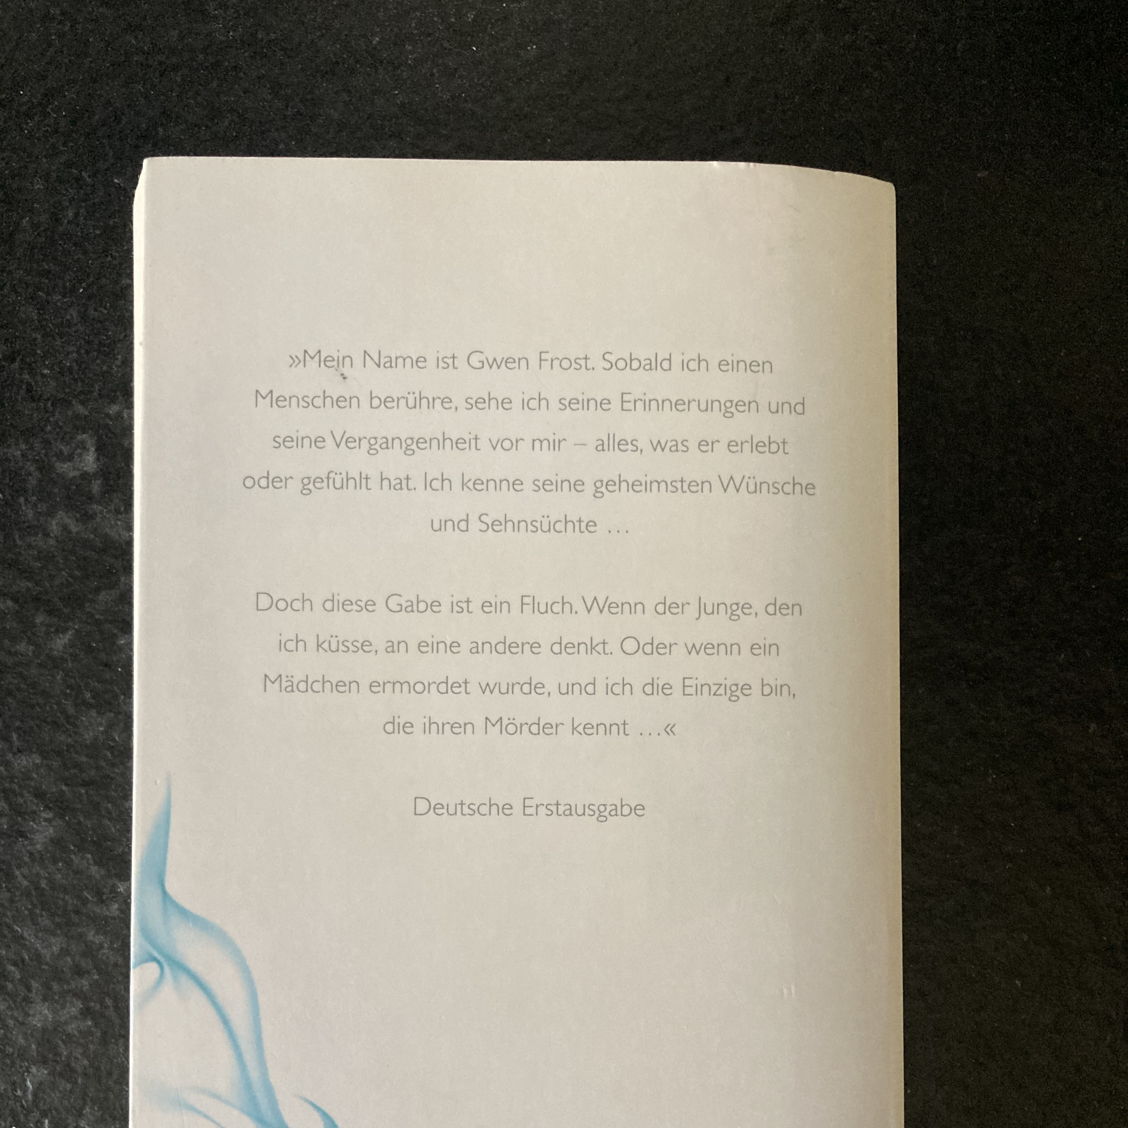 »Mein Name ist Gwen Frost. Sobald ich einen
Menschen berühre, sehe ich seine Erinnerungen und
seine Vergangenheit vor mir – alles, was er erlebt
oder gefühlt hat. Ich kenne seine geheimsten Wünsche
und Sehnsüchte …
Doch diese Gabe ist ein Fluch. Wenn der Junge, den
ich küsse, an eine andere denkt. Oder wenn ein
Mädchen ermordet wurde, und ich die Einzige bin,
die ihren Mörder kennt …«
Deutsche Erstausgabe